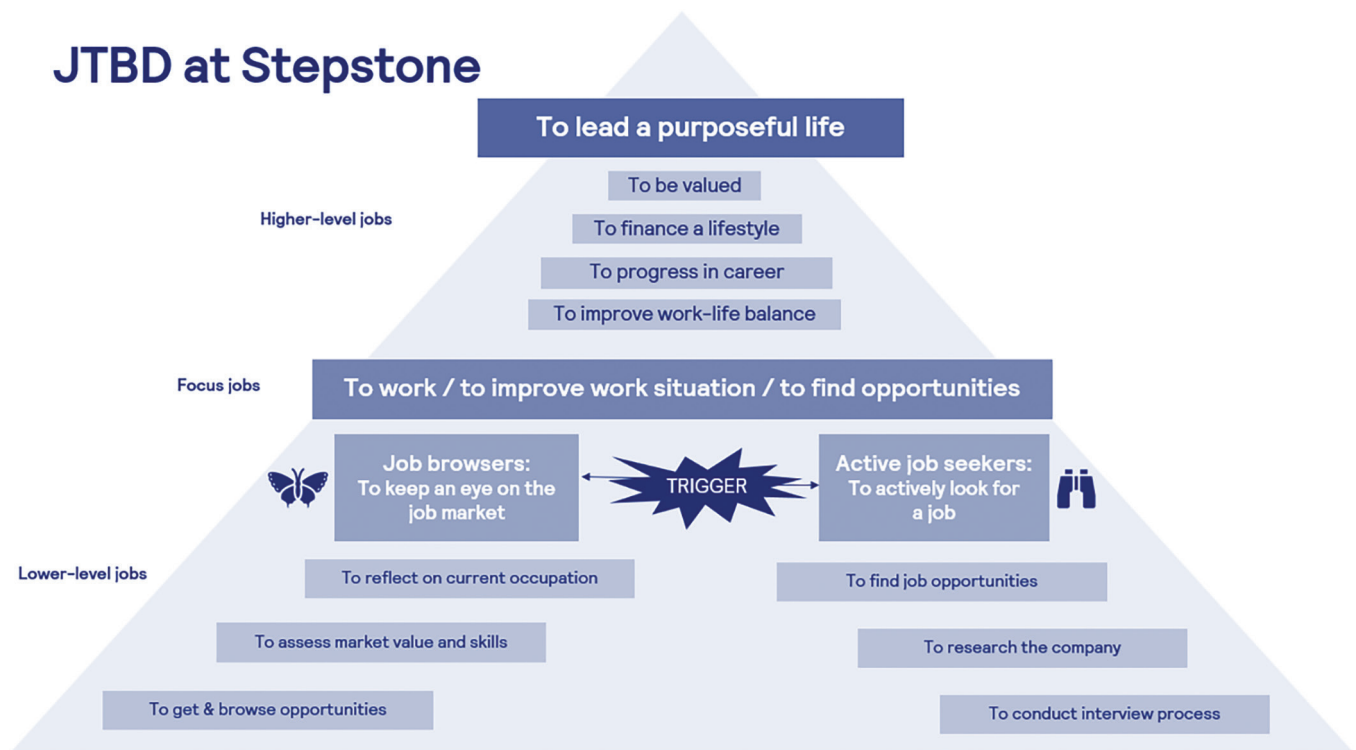 JTBD at Stepstone
To lead a purposeful life
To be valued
Higher-level jobs
To finance a lifestyle
To progress in career
To improve work-life balance
Focus jobs
To work / to improve work situation / to find opportunities
Job browsers:
To keep an eye on the
job market
TRIGGER
Active job seekers:
To actively look for
a job
Lower-level jobs
To reflect on current occupation
To find job opportunities
To assess market value and skills
To research the company
To get & browse opportunities
To conduct interview process